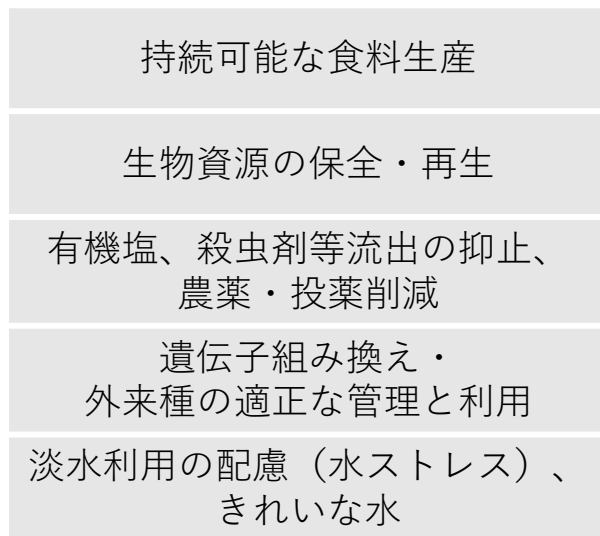 持続可能な食料生産
生物資源の保全・再生
有機塩、殺虫剤等流出の抑止、
農薬・投薬削減
遺伝子組み換え・
外来種の適正な管理と利用
淡水利用の配慮（水ストレス）、
きれいな水